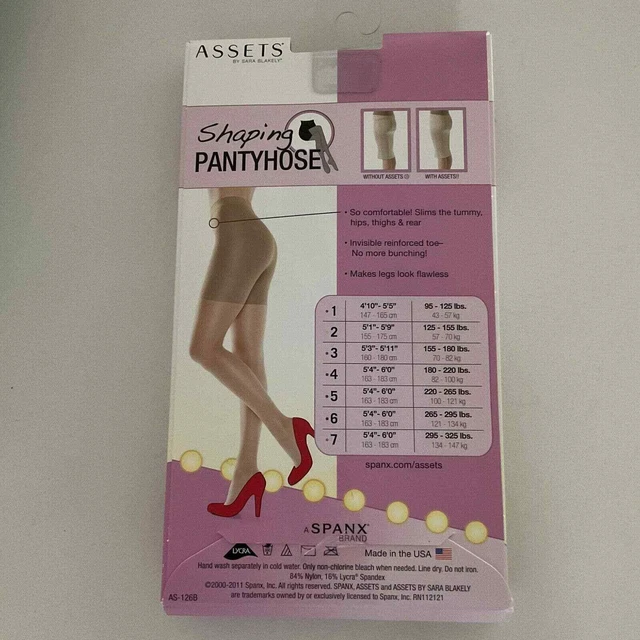 ASSETS®
BY SARA BLAKELY®
Shaping
PANTYHOSE
WITHOUT ASSETS ☹
WITH ASSETS!!
• So comfortable! Slims the tummy,
hips, thighs & rear
• Invisible reinforced toe–
No more bunching!
• Makes legs look flawless
• 1 4'10"- 5'5" 95 - 125 lbs.
147 - 165 cm 43 - 57 kg
2 5'1"- 5'9" 125 - 155 lbs.
155 - 175 cm 57 - 70 kg
• 3 5'3"- 5'11" 155 - 180 lbs.
160 - 180 cm 70 - 82 kg
• 4 5'4"- 6'0" 180 - 220 lbs.
163 - 183 cm 82 - 100 kg
• 5 5'4"- 6'0" 220 - 265 lbs.
163 - 183 cm 100 - 121 kg
• 6 5'4"- 6'0" 265 - 295 lbs.
163 - 183 cm 121 - 134 kg
• 7 5'4"- 6'0" 295 - 325 lbs.
163 - 183 cm 134 - 147 kg
spanx.com/assets
A SPANX®
BRAND
LYCRA Made in the USA
Hand wash separately in cold water. Only non-chlorine bleach when needed. Line dry. Do not iron.
84% Nylon, 16% Lycra® Spandex
©2006-2011 Spanx, Inc. All rights reserved. SPANX, ASSETS and ASSETS BY SARA BLAKELY
AS-126B are trademarks owned by or exclusively licensed to Spanx, Inc. RN112121